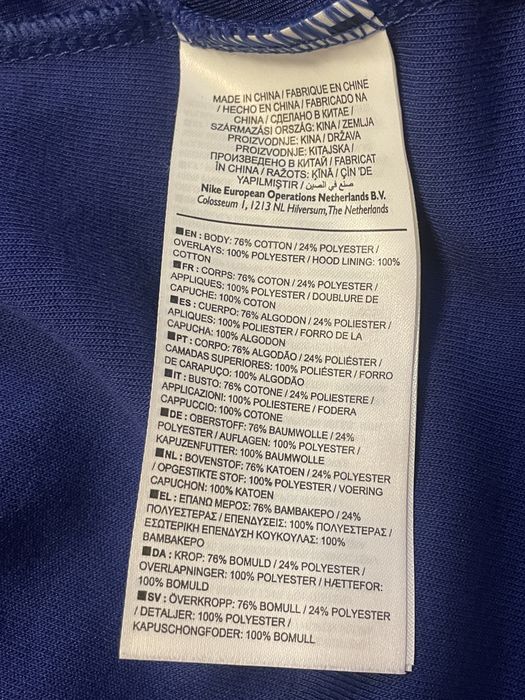 MADE IN CHINA / FABRIQUE EN CHINE
/ HECHO EN CHINA / FABRICADO NA
CHINA / СДЕЛАНО В КИТАЕ /
SZÁRMAZÁSI ORSZÁG: KINA / ZEMLJA
PROIZVODNJE: KINA / DRŽAVA
PROIZVODNJE: KITAJSKA /
ПРОИЗВЕДЕНО В КИТАЙ / FABRICAT
ÎN CHINA / RAŽOTS: ĶĪNĀ / ÇİN 'DE
YAPILMIŞTIR / صنع في الصين
Nike European Operations Netherlands B.V.
Colosseum 1, 1213 NL Hilversum, The Netherlands
■EN : BODY: 76% COTTON / 24% POLYESTER /
OVERLAYS: 100% POLYESTER / HOOD LINING: 100%
COTTON
■FR : CORPS: 76% COTON / 24% POLYESTER /
APPLIQUES: 100% POLYESTER / DOUBLURE DE
CAPUCHE: 100% COTON
■ES : CUERPO: 76% ALGODON / 24% POLIESTER /
APLIQUES: 100% POLIESTER / FORRO DE LA
CAPUCHA: 100% ALGODON
■PT : CORPO: 76% ALGODÃO / 24% POLIÉSTER /
CAMADAS SUPERIORES: 100% POLIÉSTER / FORRO
DE CARAPUÇO: 100% ALGODÃO
■IT : BUSTO: 76% COTONE / 24% POLIESTERE /
APPLICAZIONI: 100% POLIESTERE / FODERA
CAPPUCCIO: 100% COTONE
■DE : OBERSTOFF: 76% BAUMWOLLE / 24%
POLYESTER / AUFLAGEN: 100% POLYESTER /
KAPUZENFUTTER: 100% BAUMWOLLE
■NL : BOVENSTOF: 76% KATOEN / 24% POLYESTER
/ OPGESTIKTE STOF: 100% POLYESTER / VOERING
CAPUCHON: 100% KATOEN
■EL : ΕΠΑΝΩ ΜΕΡΟΣ: 76% ΒΑΜΒΑΚΕΡΟ / 24%
ΠΟΛΥΕΣΤΕΡΑΣ / ΕΠΕΝΔΥΣΕΙΣ: 100% ΠΟΛΥΕΣΤΕΡΑΣ /
ΕΣΩΤΕΡΙΚΗ ΕΠΕΝΔΥΣΗ ΚΟΥΚΟΥΛΑΣ: 100%
ΒΑΜΒΑΚΕΡΟ
■DA : KROP: 76% BOMULD / 24% POLYESTER /
OVERLAPNINGER: 100% POLYESTER / HÆTTEFOR:
100% BOMULD
■SV : ÖVERKROPP: 76% BOMULL / 24% POLYESTER
/ DETALJER: 100% POLYESTER /
KAPUSCHONGFODER: 100% BOMULL